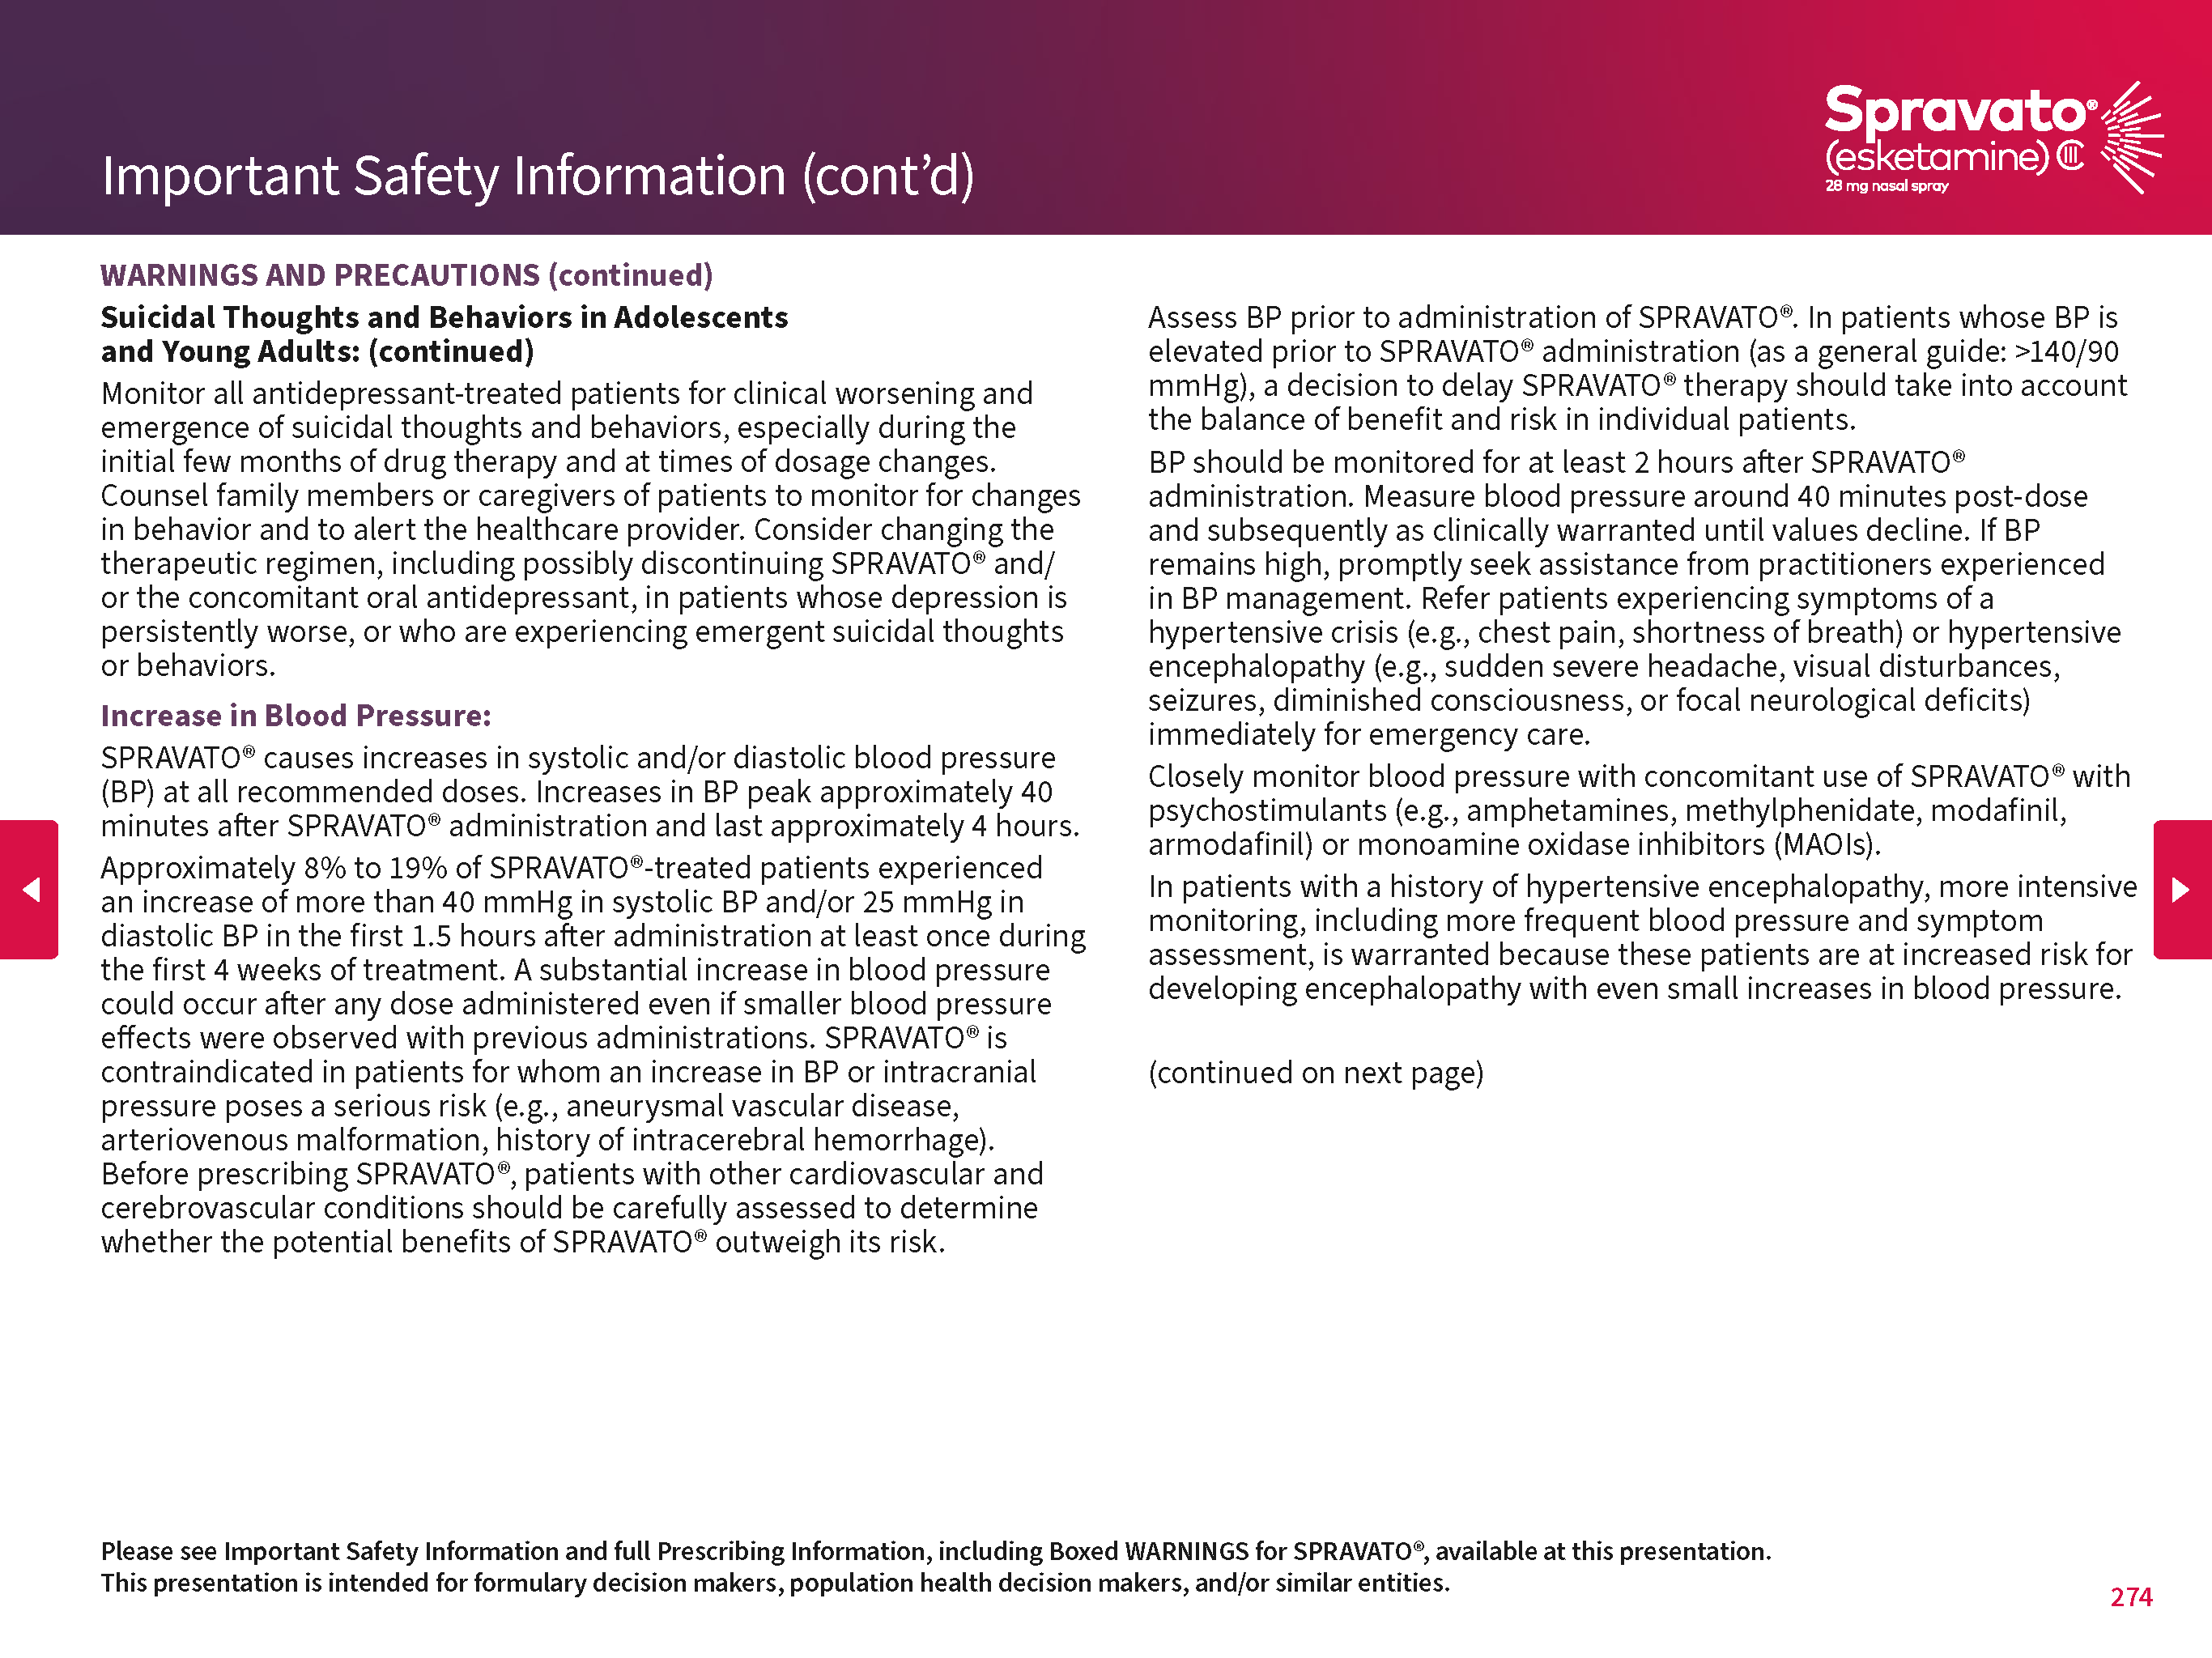 Important Safety Information (cont’d)
Spravato®
(esketamine) CIII
28 mg nasal spray
WARNINGS AND PRECAUTIONS (continued)
Suicidal Thoughts and Behaviors in Adolescents
and Young Adults: (continued)
Monitor all antidepressant-treated patients for clinical worsening and
emergence of suicidal thoughts and behaviors, especially during the
initial few months of drug therapy and at times of dosage changes.
Counsel family members or caregivers of patients to monitor for changes
in behavior and to alert the healthcare provider. Consider changing the
therapeutic regimen, including possibly discontinuing SPRAVATO® and/
or the concomitant oral antidepressant, in patients whose depression is
persistently worse, or who are experiencing emergent suicidal thoughts
or behaviors.
Increase in Blood Pressure:
SPRAVATO® causes increases in systolic and/or diastolic blood pressure
(BP) at all recommended doses. Increases in BP peak approximately 40
minutes after SPRAVATO® administration and last approximately 4 hours.
Approximately 8% to 19% of SPRAVATO®-treated patients experienced
an increase of more than 40 mmHg in systolic BP and/or 25 mmHg in
diastolic BP in the first 1.5 hours after administration at least once during
the first 4 weeks of treatment. A substantial increase in blood pressure
could occur after any dose administered even if smaller blood pressure
effects were observed with previous administrations. SPRAVATO® is
contraindicated in patients for whom an increase in BP or intracranial
pressure poses a serious risk (e.g., aneurysmal vascular disease,
arteriovenous malformation, history of intracerebral hemorrhage).
Before prescribing SPRAVATO®, patients with other cardiovascular and
cerebrovascular conditions should be carefully assessed to determine
whether the potential benefits of SPRAVATO® outweigh its risk.
Assess BP prior to administration of SPRAVATO®. In patients whose BP is
elevated prior to SPRAVATO® administration (as a general guide: >140/90
mmHg), a decision to delay SPRAVATO® therapy should take into account
the balance of benefit and risk in individual patients.
BP should be monitored for at least 2 hours after SPRAVATO®
administration. Measure blood pressure around 40 minutes post-dose
and subsequently as clinically warranted until values decline. If BP
remains high, promptly seek assistance from practitioners experienced
in BP management. Refer patients experiencing symptoms of a
hypertensive crisis (e.g., chest pain, shortness of breath) or hypertensive
encephalopathy (e.g., sudden severe headache, visual disturbances,
seizures, diminished consciousness, or focal neurological deficits)
immediately for emergency care.
Closely monitor blood pressure with concomitant use of SPRAVATO® with
psychostimulants (e.g., amphetamines, methylphenidate, modafinil,
armodafinil) or monoamine oxidase inhibitors (MAOIs).
In patients with a history of hypertensive encephalopathy, more intensive
monitoring, including more frequent blood pressure and symptom
assessment, is warranted because these patients are at increased risk for
developing encephalopathy with even small increases in blood pressure.
(continued on next page)
Please see Important Safety Information and full Prescribing Information, including Boxed WARNINGS for SPRAVATO®, available at this presentation.
This presentation is intended for formulary decision makers, population health decision makers, and/or similar entities.
274